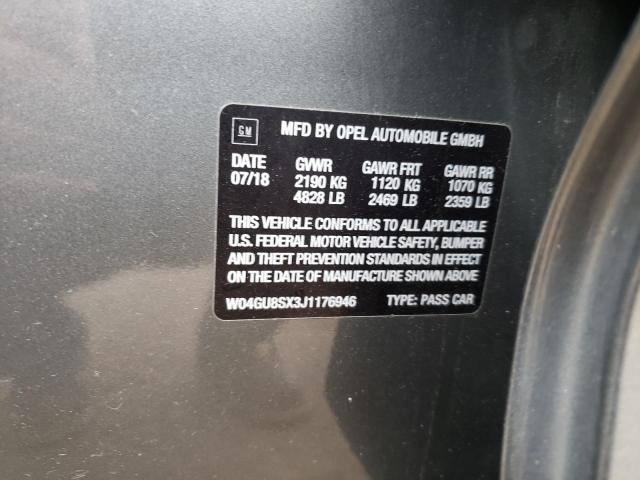 GM MFD BY OPEL AUTOMOBILE GMBH
DATE GVWR GAWR FRT GAWR RR
07/18 2190 KG 1120 KG 1070 KG
4828 LB 2469 LB 2359 LB
THIS VEHICLE CONFORMS TO ALL APPLICABLE
U.S. FEDERAL MOTOR VEHICLE SAFETY, BUMPER
AND THEFT PREVENTION STANDARDS IN EFFECT
ON THE DATE OF MANUFACTURE SHOWN ABOVE
W04GU8SX3J1176946 TYPE: PASS CAR